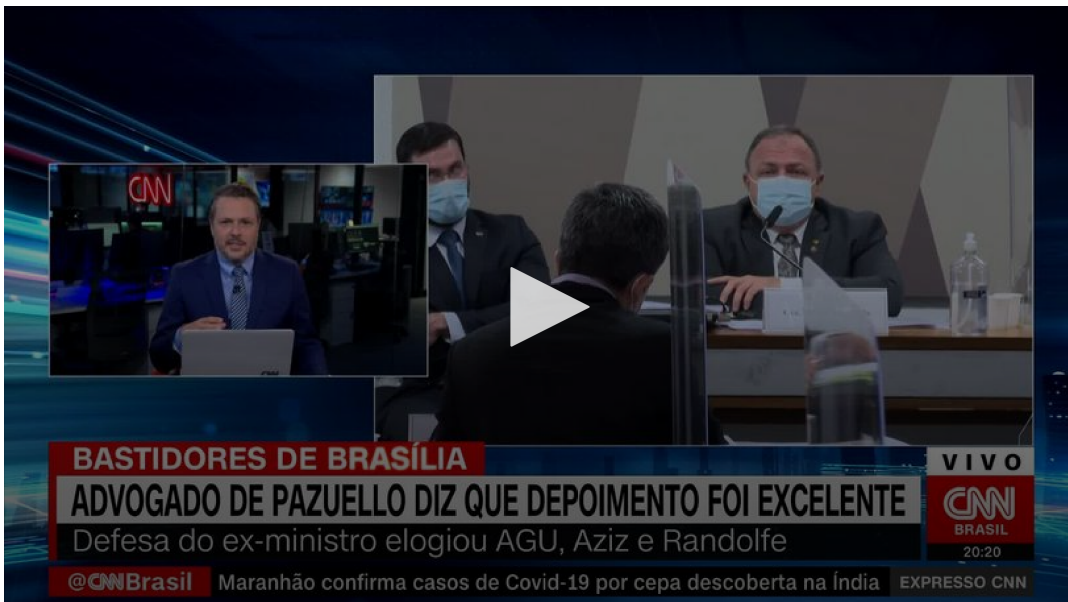 CNN
CNN
BASTIDORES DE BRASÍLIA
VIVO
ADVOGADO DE PAZUELLO DIZ QUE DEPOIMENTO FOI EXCELENTE
CNN
BRASIL
Defesa do ex-ministro elogiou AGU, Aziz e Randolfe
20:20
@CNNBrasil Maranhão confirma casos de Covid-19 por cepa descoberta na Índia EXPRESSO CNN